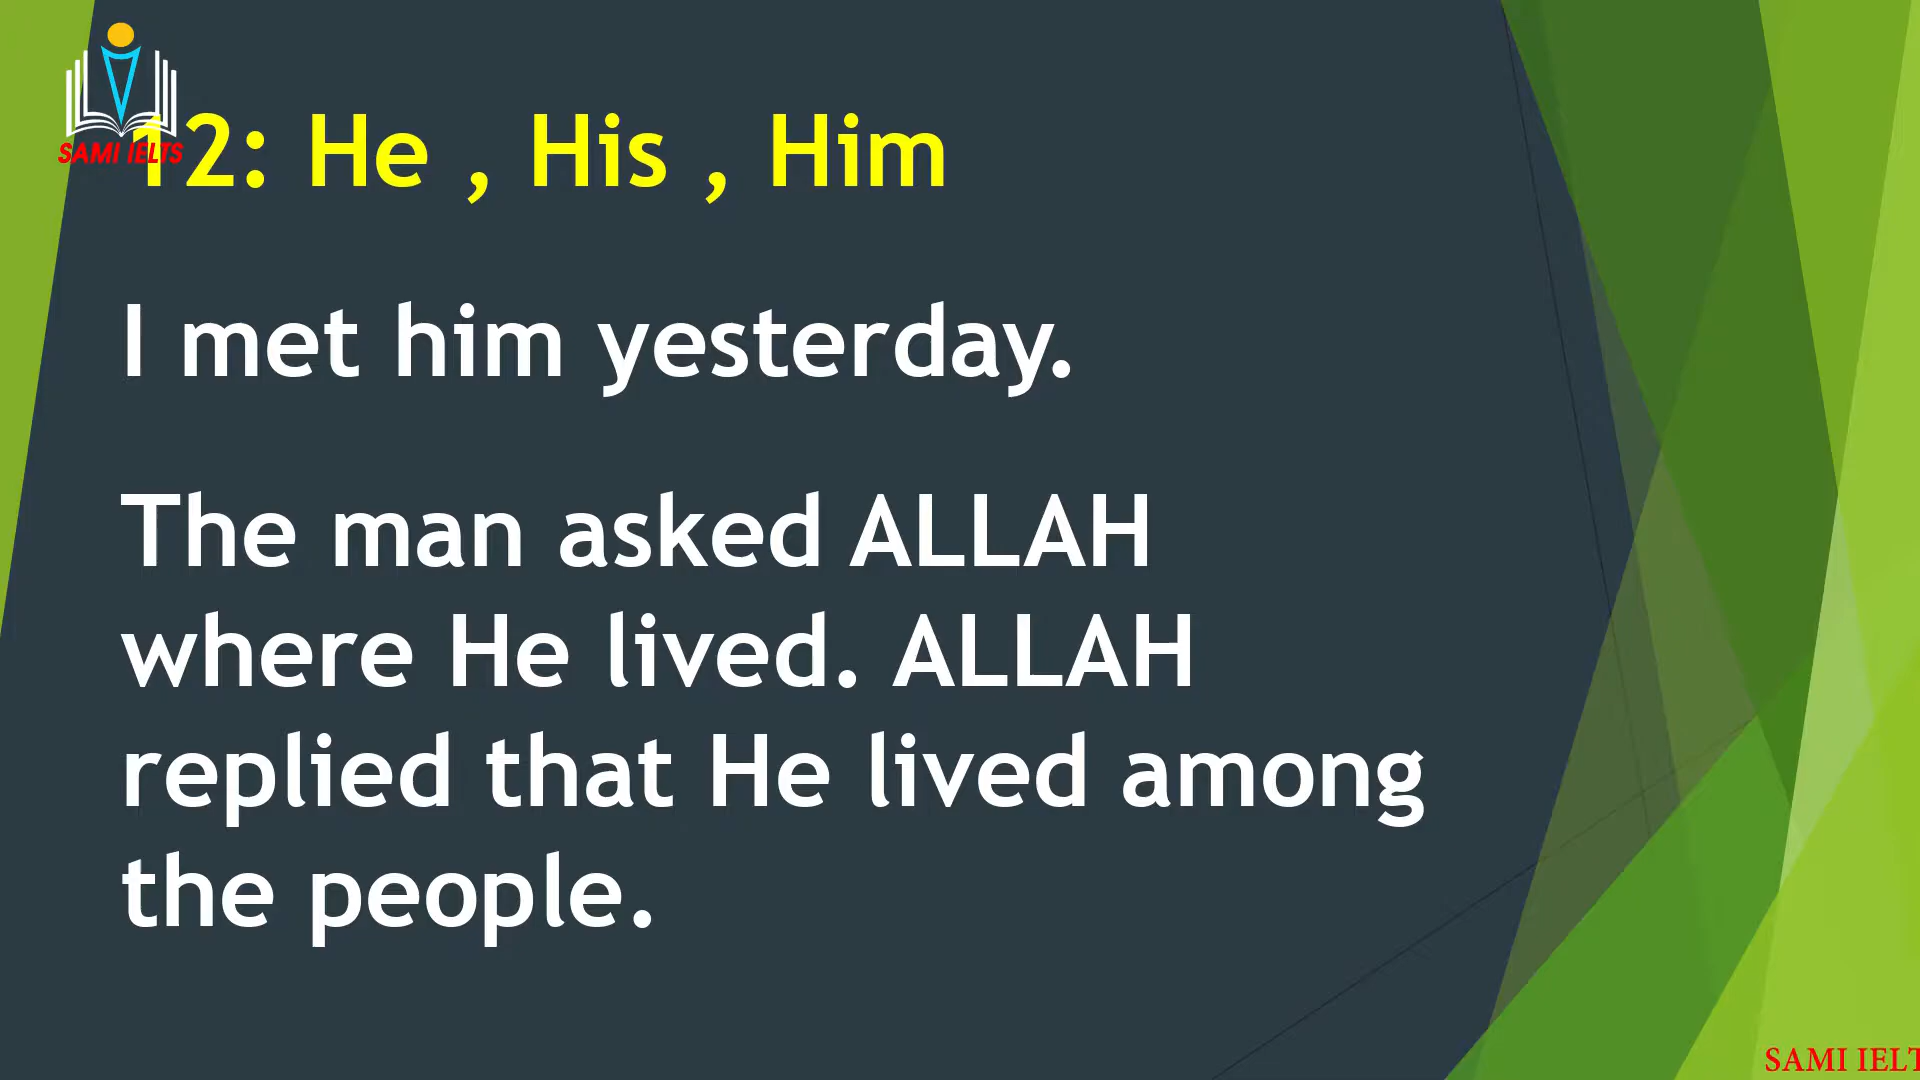 SAMI IELTS
12: He , His , Him
I met him yesterday.
The man asked ALLAH
where He lived. ALLAH
replied that He lived among
the people.
SAMI IELT